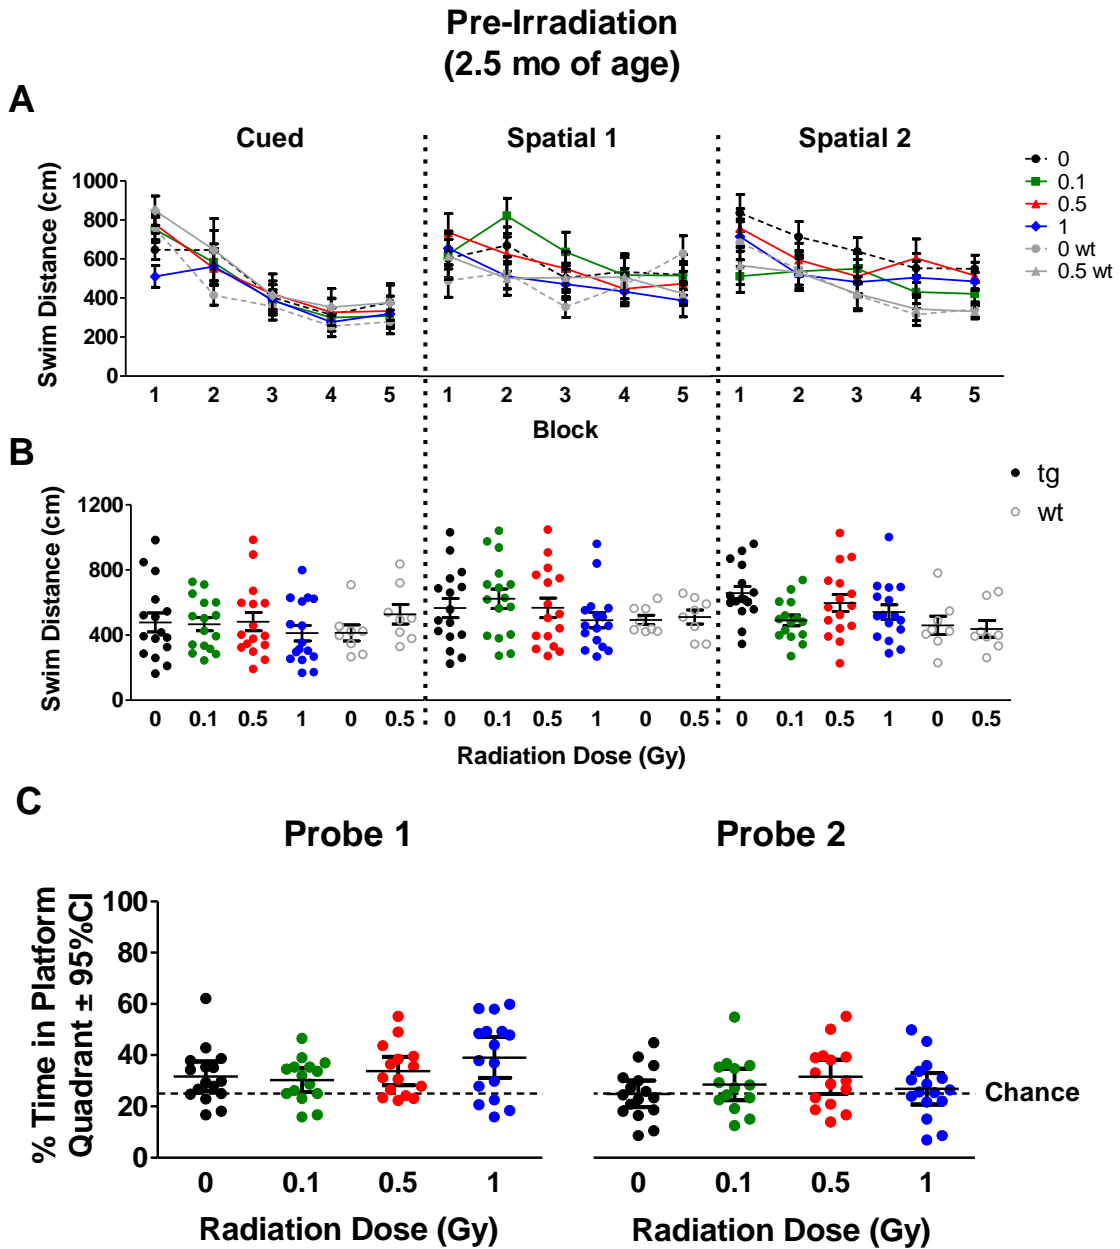 Pre-Irradiation
(2.5 mo of age)
A
Cued
Spatial 1
Spatial 2
Swim Distance (cm)
1000
800
600
400
200
0
1 2 3 4 5
1 2 3 4 5
1 2 3 4 5
Block
0
0.1
0.5
1
0 wt
0.5 wt
B
Swim Distance (cm)
1200
800
400
0
0 0.1 0.5 1 0 0.5
0 0.1 0.5 1 0 0.5
0 0.1 0.5 1 0 0.5
Radiation Dose (Gy)
tg
wt
C
Probe 1
Probe 2
% Time in Platform
Quadrant ± 95%CI
100
80
60
40
20
0
0 0.1 0.5 1
0 0.1 0.5 1
Chance
Radiation Dose (Gy)
Radiation Dose (Gy)